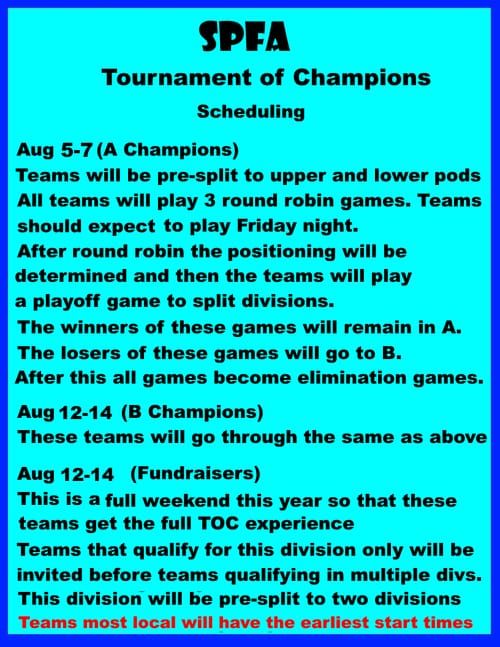 SPFA
Tournament of Champions
Scheduling
Aug 5-7 (A Champions)
Teams will be pre-split to upper and lower pods
All teams will play 3 round robin games. Teams
should expect to play Friday night.
After round robin the positioning will be
determined and then the teams will play
a playoff game to split divisions.
The winners of these games will remain in A.
The losers of these games will go to B.
After this all games become elimination games.
Aug 12-14 (B Champions)
These teams will go through the same as above
Aug 12-14 (Fundraisers)
This is a full weekend this year so that these
teams get the full TOC experience
Teams that qualify for this division only will be
invited before teams qualifying in multiple divs.
This division will be pre-split to two divisions
Teams most local will have the earliest start times